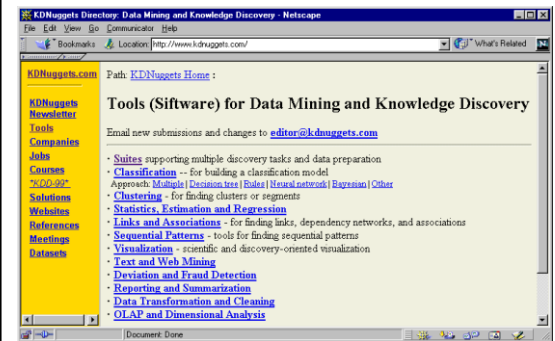 KDNuggets Directory: Data Mining and Knowledge Discovery - Netscape
File Edit View Go Communicator Help
Bookmarks Location: http://www.kdnuggets.com/ What's Related
KDNuggets.com
KDNuggets
Newsletter
Tools
Companies
Jobs
Courses
*KDD-99*
Solutions
Websites
References
Meetings
Datasets
Path: KDNuggets Home :
Tools (Siftware) for Data Mining and Knowledge Discovery
Email new submissions and changes to editor@kdnuggets.com
· Suites supporting multiple discovery tasks and data preparation
· Classification -- for building a classification model
Approach: Multiple | Decision tree | Rules | Neural network | Bayesian | Other
· Clustering - for finding clusters or segments
· Statistics, Estimation and Regression
· Links and Associations - for finding links, dependency networks, and associations
· Sequential Patterns - tools for finding sequential patterns
· Visualization - scientific and discovery-oriented visualization
· Text and Web Mining
· Deviation and Fraud Detection
· Reporting and Summarization
· Data Transformation and Cleaning
· OLAP and Dimensional Analysis
Document: Done